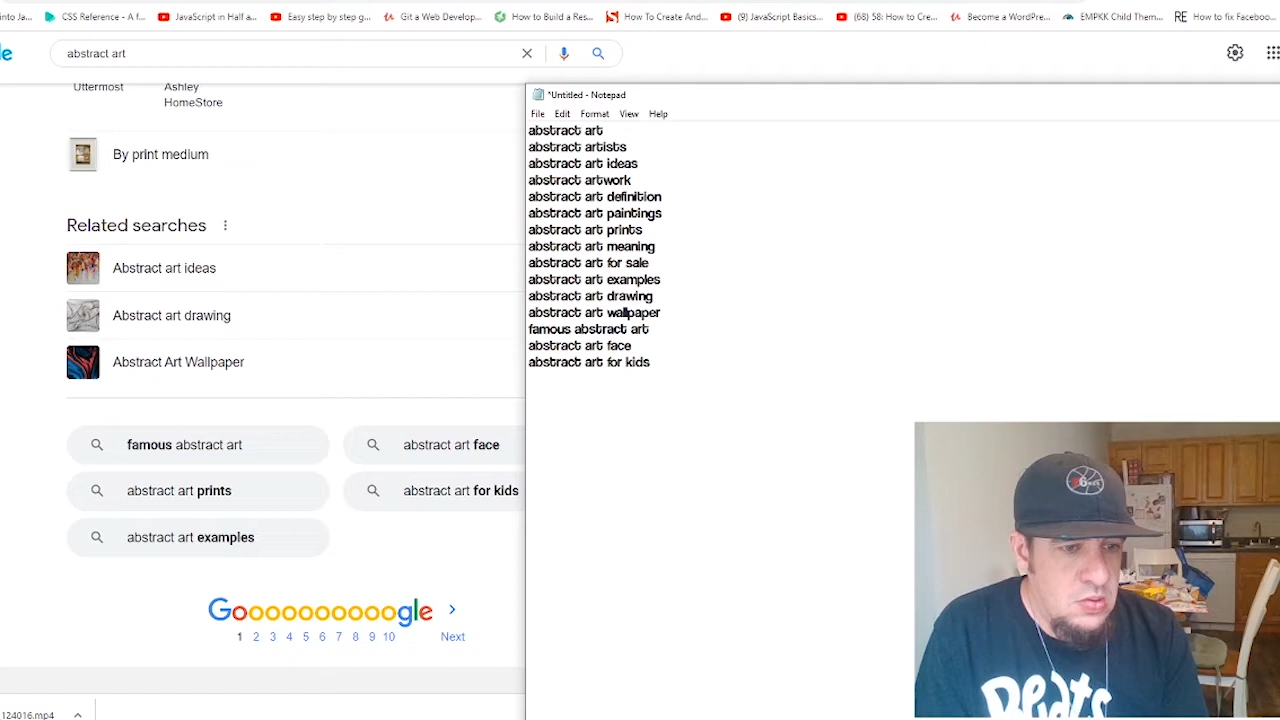 into Ja...
CSS Reference - A f...
JavaScript in Half a...
Easy step by step g...
Git a Web Develop...
How to Build a Res...
How To Create And...
(9) JavaScript Basics...
(68) 58: How to Cre...
Become a WordPre...
EMPKK Child Them...
RE How to fix Faceboo...
le
abstract art
Uttermost
Ashley
HomeStore
By print medium
Related searches
Abstract art ideas
Abstract art drawing
Abstract Art Wallpaper
famous abstract art
abstract art face
abstract art prints
abstract art for kids
abstract art examples
Goooooooooogle
1 2 3 4 5 6 7 8 9 10 Next
_124016.mp4
*Untitled - Notepad
File Edit Format View Help
abstract art
abstract artists
abstract art ideas
abstract artwork
abstract art definition
abstract art paintings
abstract art prints
abstract art meaning
abstract art for sale
abstract art examples
abstract art drawing
abstract art wallpaper
famous abstract art
abstract art face
abstract art for kids
Beats